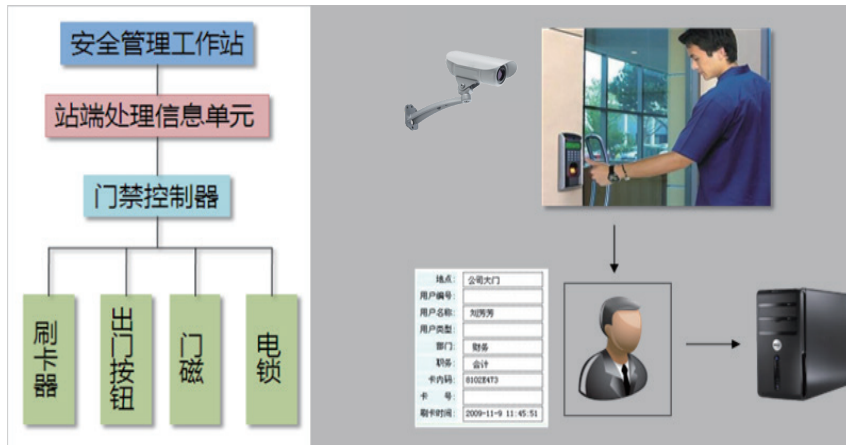 安全管理工作站
站端处理信息单元
门禁控制器
刷卡器
出门按钮
门磁
电锁
地点: 公司大门
用户编号:
用户名称: 刘芳芳
用户类型:
部门: 财务
职务: 会计
卡内码: 8102E473
卡 号:
刷卡时间: 2009-11-9 11:45:51